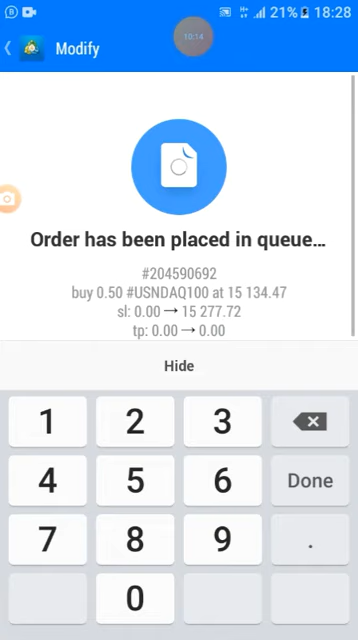 21% 18:28
10:14
Modify
Order has been placed in queue...
#204590692
buy 0.50 #USNDAQ100 at 15 134.47
sl: 0.00 → 15 277.72
tp: 0.00 → 0.00
Hide
1 2 3
4 5 6 Done
7 8 9 .
0